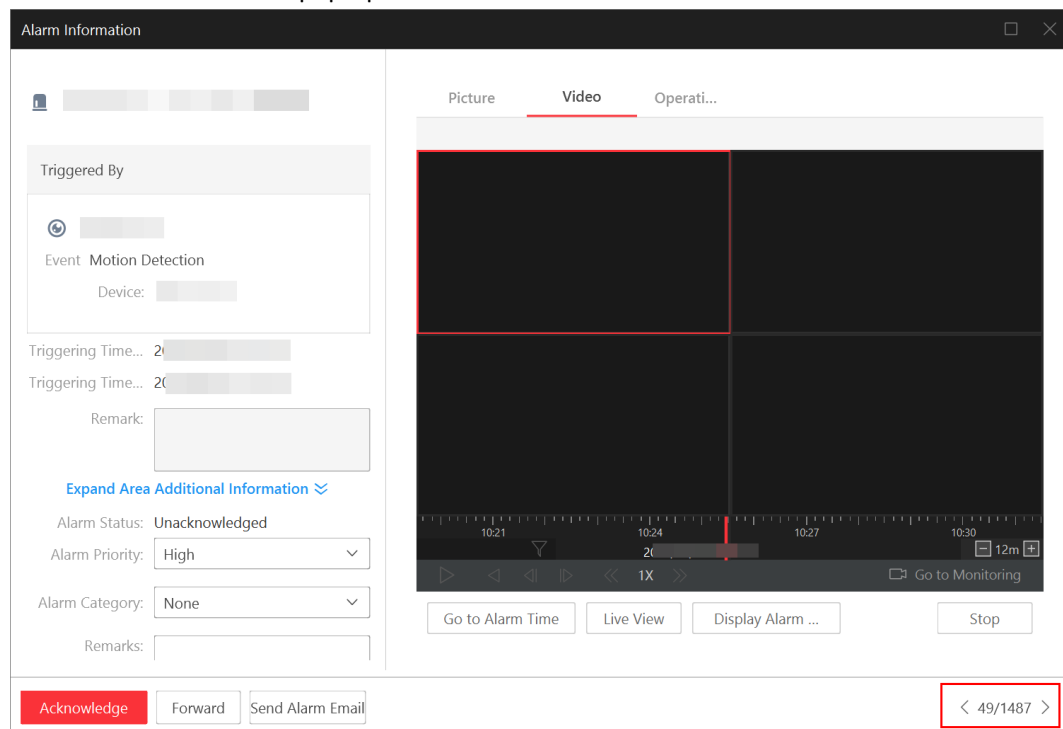 Alarm Information
Picture Video Operati...
Triggered By
Event Motion Detection
Device:
Triggering Time... 2
Triggering Time... 20
Remark:
Expand Area Additional Information
Alarm Status: Unacknowledged
Alarm Priority: High
Alarm Category: None
Remarks:
10:21 10:24 10:27 10:30
20
12m
1X
Go to Monitoring
Go to Alarm Time Live View Display Alarm ... Stop
Acknowledge Forward Send Alarm Email
49/1487